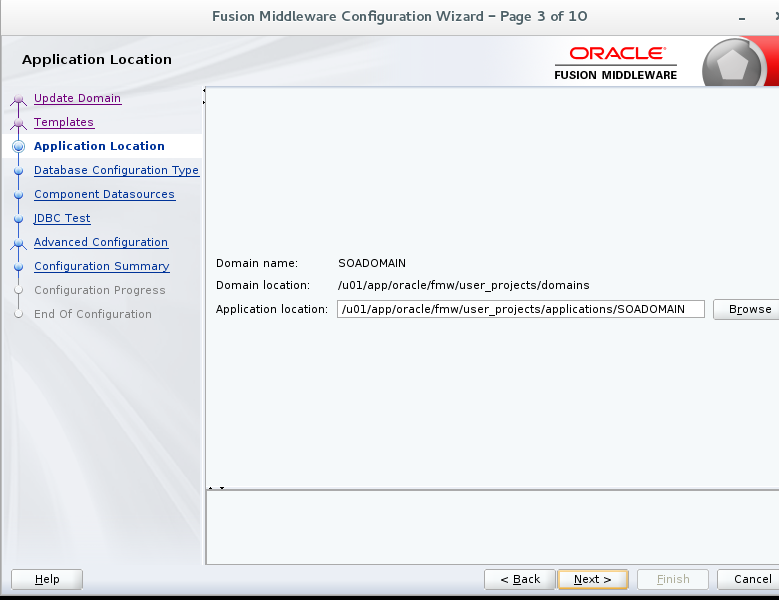 Fusion Middleware Configuration Wizard – Page 3 of 10
Application Location
ORACLE
FUSION MIDDLEWARE
Update Domain
Templates
Application Location
Database Configuration Type
Component Datasources
JDBC Test
Advanced Configuration
Configuration Summary
Configuration Progress
End Of Configuration
Domain name: SOADOMAIN
Domain location: /u01/app/oracle/fmw/user_projects/domains
Application location: /u01/app/oracle/fmw/user_projects/applications/SOADOMAIN Browse
Help < Back Next > Finish Cancel